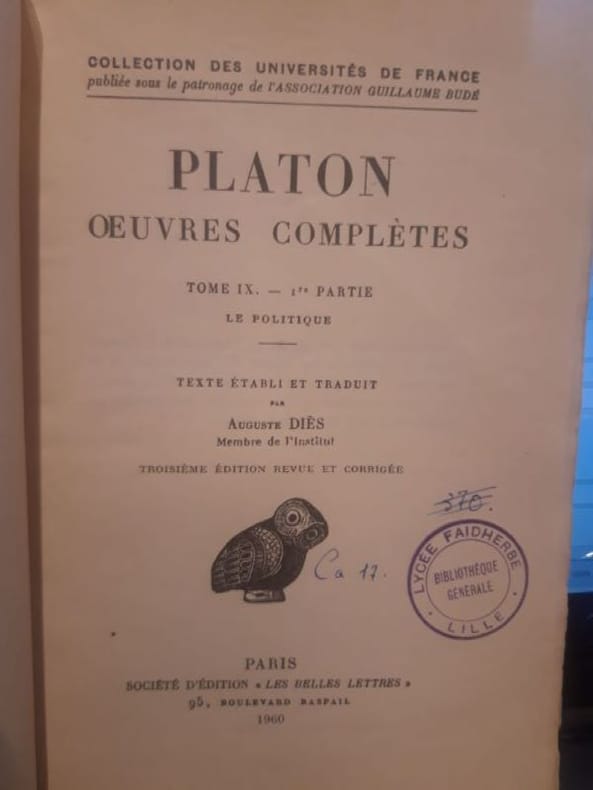 COLLECTION DES UNIVERSITÉS DE FRANCE
publiée sous le patronage de l'ASSOCIATION GUILLAUME BUDÉ
PLATON
OEUVRES COMPLÈTES
TOME IX. — 1re PARTIE
LE POLITIQUE
TEXTE ÉTABLI ET TRADUIT
PAR
AUGUSTE DIÈS
Membre de l'Institut
TROISIÈME ÉDITION REVUE ET CORRIGÉE
370.
Ca 17.
LYCÉE FAIDHERBE
BIBLIOTHÈQUE
GÉNÉRALE
LILLE
PARIS
SOCIÉTÉ D'ÉDITION « LES BELLES LETTRES »
95, BOULEVARD RASPAIL
1960